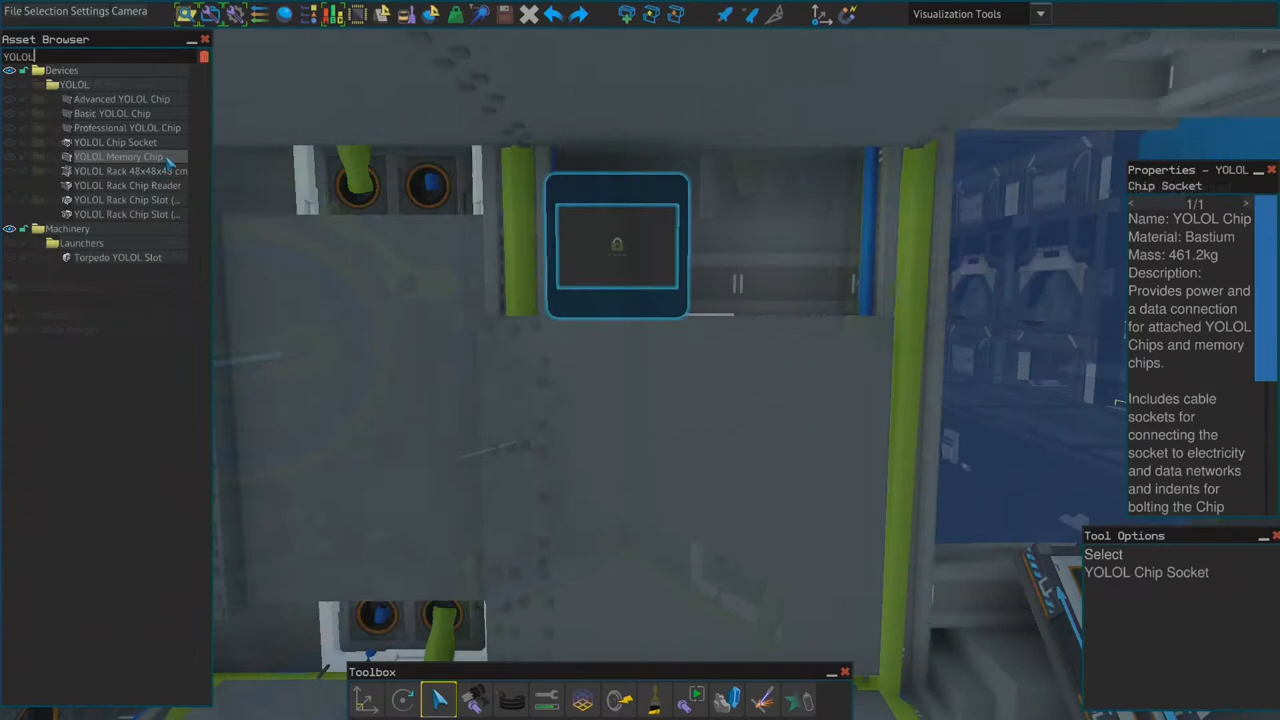 File Selection Settings Camera
Visualization Tools
Asset Browser
YOLOL
Devices
YOLOL
Advanced YOLOL Chip
Basic YOLOL Chip
Professional YOLOL Chip
YOLOL Chip Socket
YOLOL Memory Chip
YOLOL Rack 48x48x48 cm
YOLOL Rack Chip Reader
YOLOL Rack Chip Slot (...
YOLOL Rack Chip Slot (...
Machinery
Launchers
Torpedo YOLOL Slot
Properties - YOLOL
Chip Socket
< 1/1 >
Name: YOLOL Chip
Material: Bastium
Mass: 461.2kg
Description:
Provides power and
a data connection
for attached YOLOL
Chips and memory
chips.
Includes cable
sockets for
connecting the
socket to electricity
and data networks
and indents for
bolting the Chip
Tool Options
Select
YOLOL Chip Socket
Toolbox